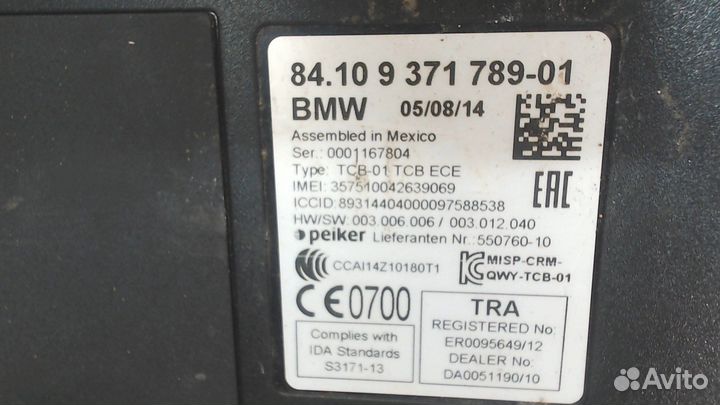 84.10 9 371 789-01
BMW 05/08/14
Assembled in Mexico
Ser.: 0001167804
Type: TCB-01 TCB ECE
IMEI: 357510042639069
ICCID: 89314404000097588538
HW/SW: 003.006.006 / 003.012.040
peiker Lieferanten Nr.: 550760-10
CCAI14Z10180T1
MISP-CRM-
QWY-TCB-01
EAC
CE0700
Complies with
IDA Standards
S3171-13
TRA
REGISTERED No:
ER0095649/12
DEALER No:
DA0051190/10
Avito